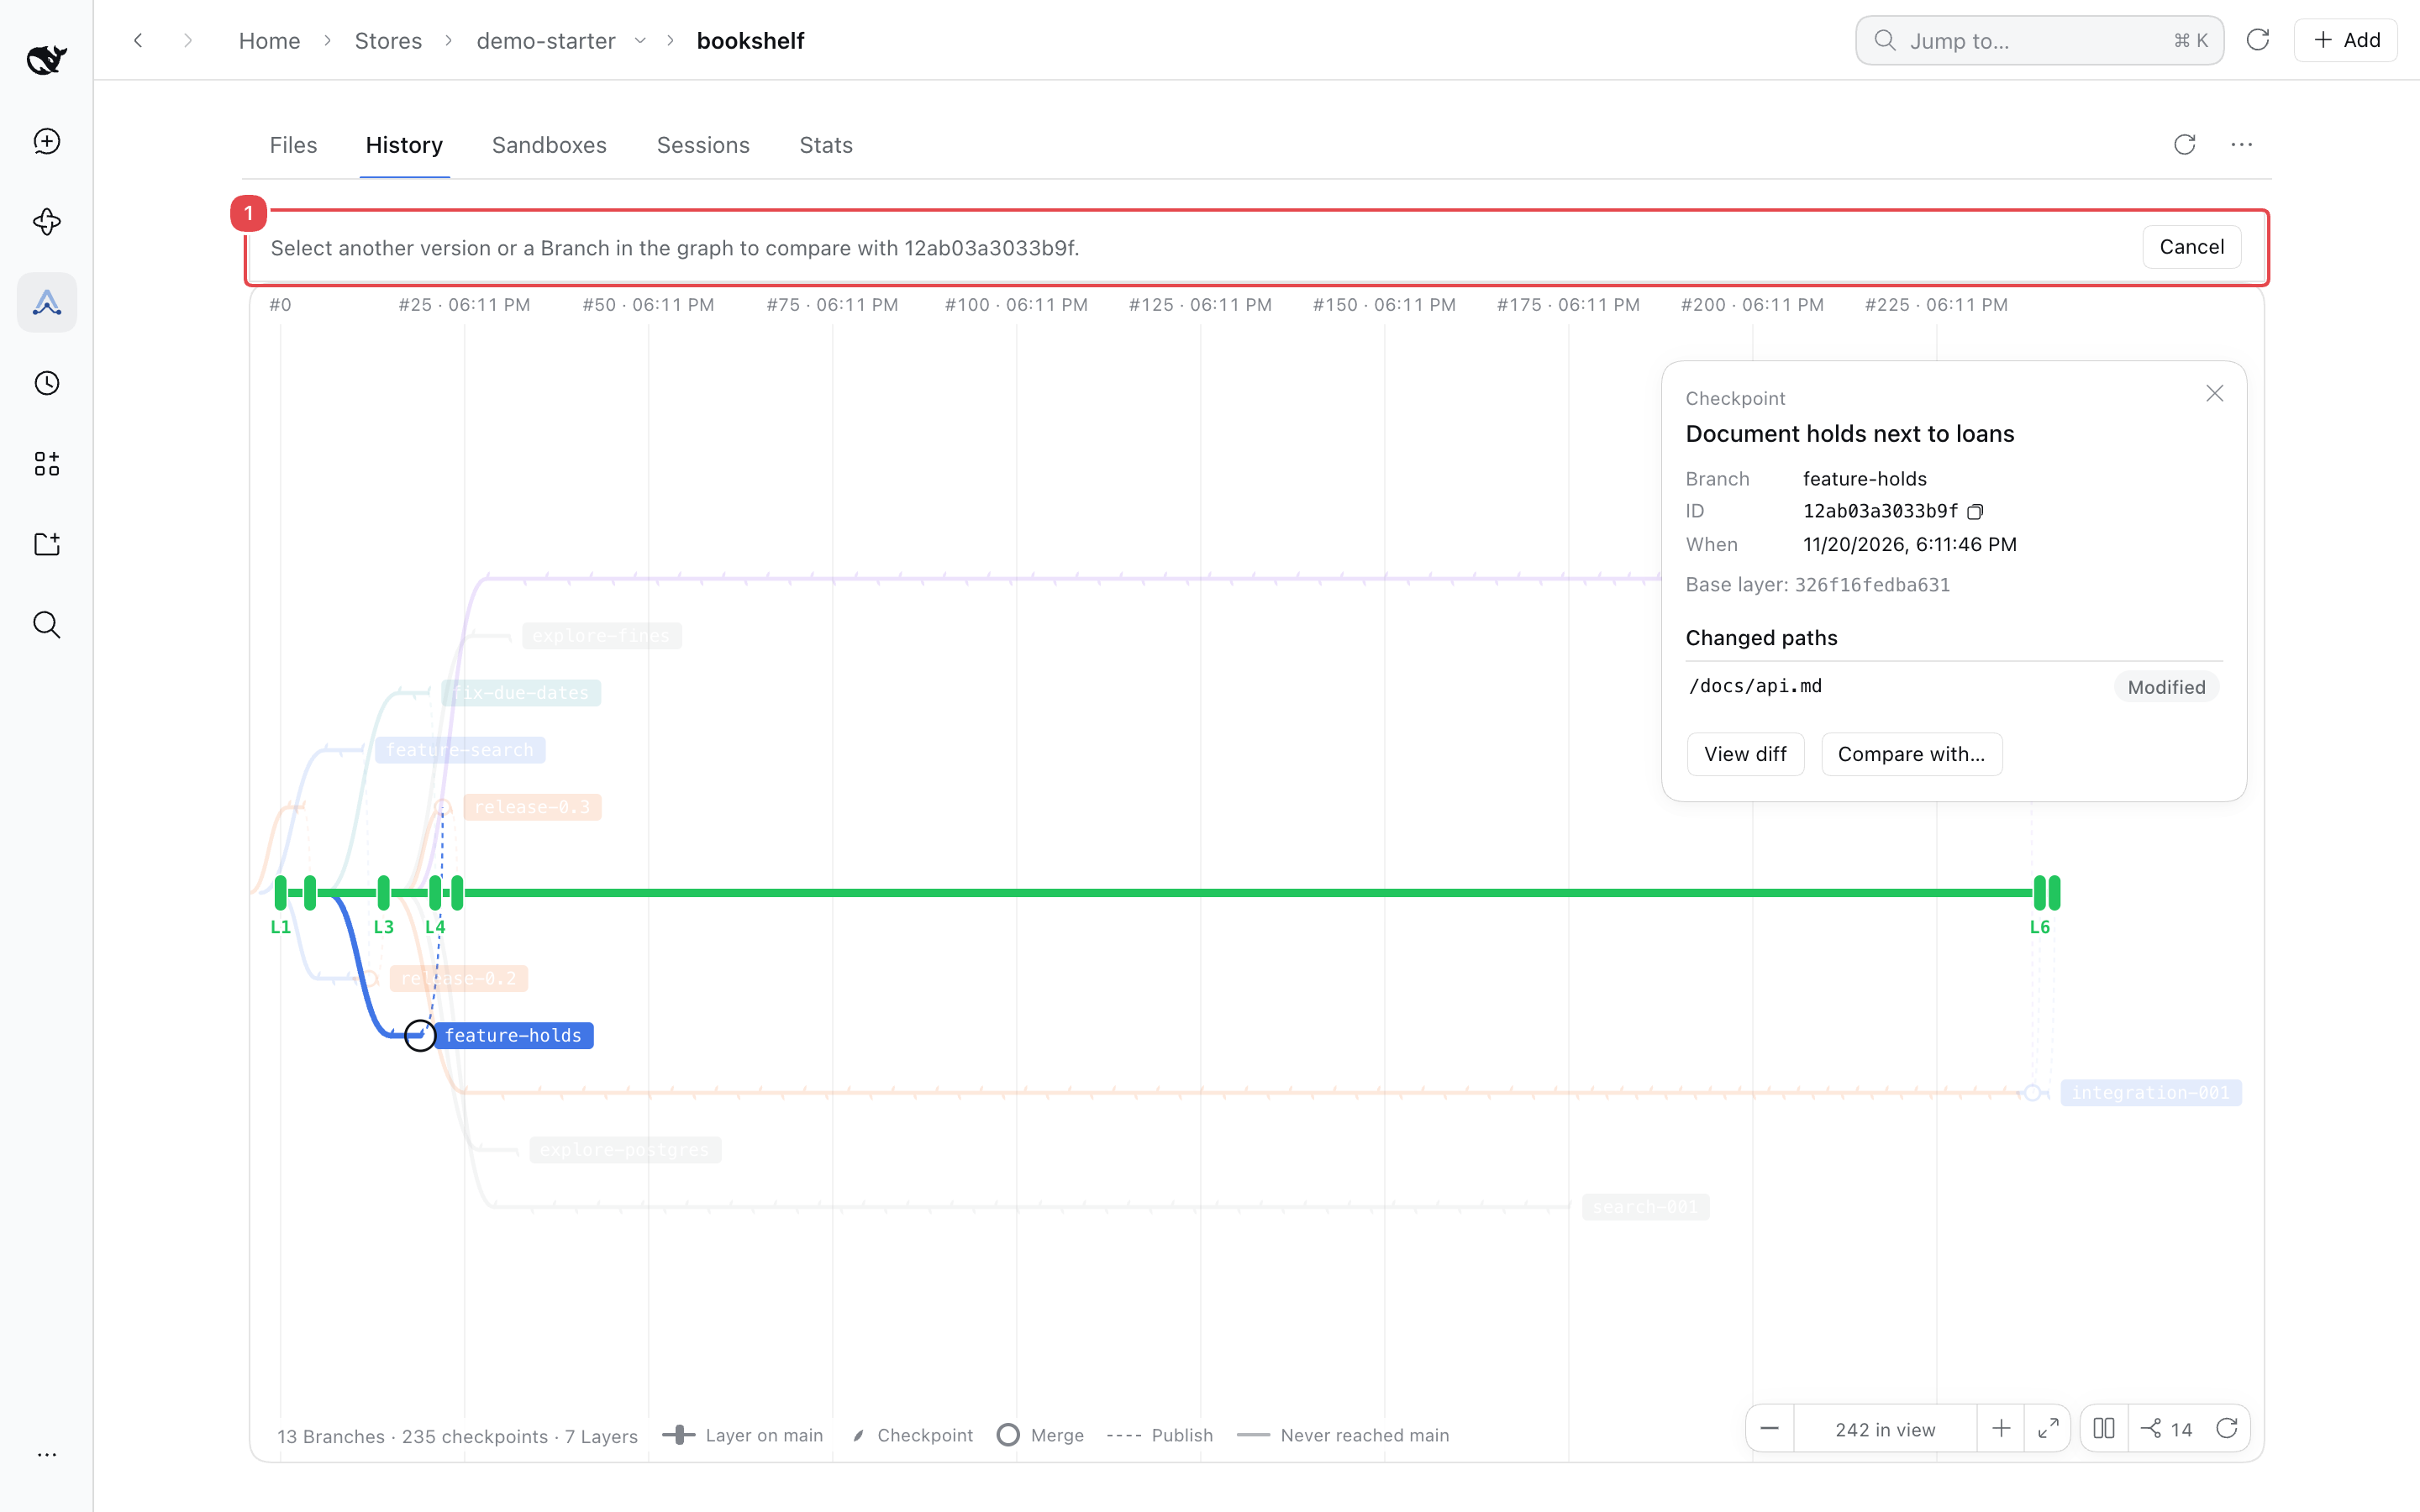 Home > Stores > demo-starter > bookshelf
Jump to... ⌘ K
+ Add
Files History Sandboxes Sessions Stats
1
Select another version or a Branch in the graph to compare with 12ab03a3033b9f.
Cancel
#0 #25 · 06:11 PM #50 · 06:11 PM #75 · 06:11 PM #100 · 06:11 PM #125 · 06:11 PM #150 · 06:11 PM #175 · 06:11 PM #200 · 06:11 PM #225 · 06:11 PM
Checkpoint
Document holds next to loans
Branch feature-holds
ID 12ab03a3033b9f
When 11/20/2026, 6:11:46 PM
Base layer: 326f16fedba631
Changed paths
/docs/api.md Modified
View diff Compare with...
explore-fines
fix-due-dates
feature-search
release-0.3
L1 L3 L4 L6
release-0.2
feature-holds
integration-001
explore-postgres
search-001
13 Branches · 235 checkpoints · 7 Layers Layer on main Checkpoint Merge Publish Never reached main
242 in view
14